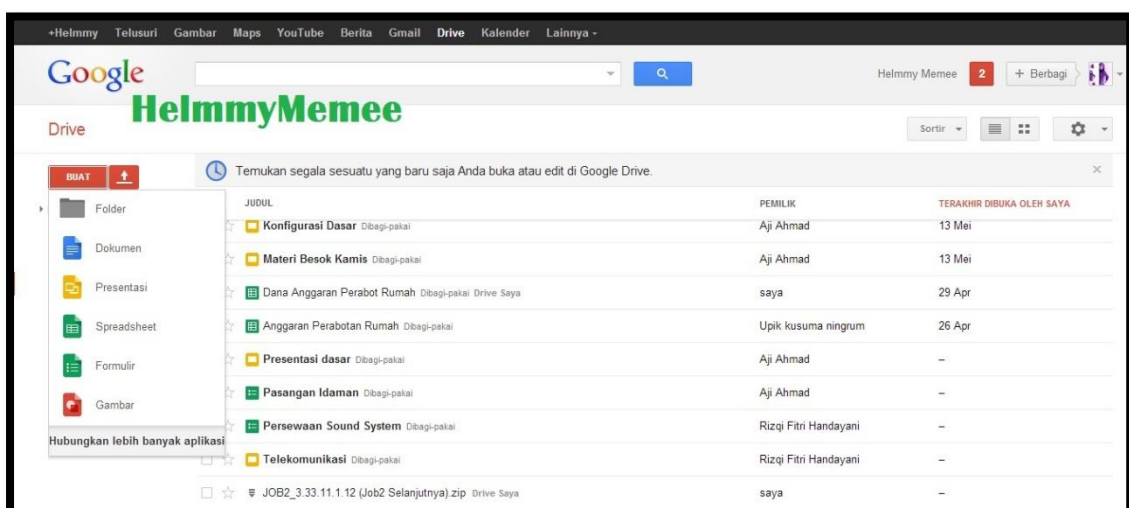 +Helmmy Telusuri Gambar Maps YouTube Berita Gmail Drive Kalender Lainnya
Google
Helmmy Memee 2 + Berbagi
HelmmyMemee
Drive
Sortir
BUAT
Temukan segala sesuatu yang baru saja Anda buka atau edit di Google Drive.
Folder
Dokumen
Presentasi
Spreadsheet
Formulir
Gambar
Hubungkan lebih banyak aplikasi
JUDUL PEMILIK TERAKHIR DIBUKA OLEH SAYA
Konfigurasi Dasar Dibagi-pakai Aji Ahmad 13 Mei
Materi Besok Kamis Dibagi-pakai Aji Ahmad 13 Mei
Dana Anggaran Perabot Rumah Dibagi-pakai Drive Saya saya 29 Apr
Anggaran Perabotan Rumah Dibagi-pakai Upik kusuma ningrum 26 Apr
Presentasi dasar Dibagi-pakai Aji Ahmad –
Pasangan Idaman Dibagi-pakai Aji Ahmad –
Persewaan Sound System Dibagi-pakai Rizqi Fitri Handayani –
Telekomunikasi Dibagi-pakai Rizqi Fitri Handayani –
JOB2_3.33.11.1.12 (Job2 Selanjutnya).zip Drive Saya saya –